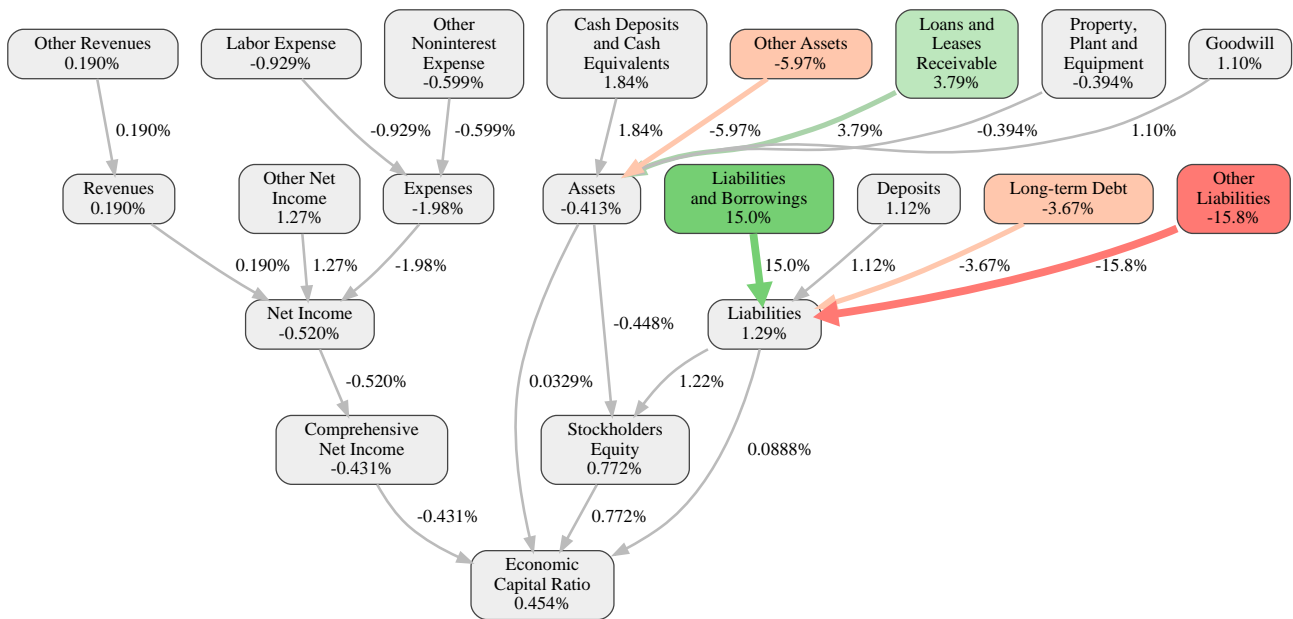 Other Revenues
0.190%
Labor Expense
-0.929%
Other
Noninterest
Expense
-0.599%
Cash Deposits
and Cash
Equivalents
1.84%
Other Assets
-5.97%
Loans and
Leases
Receivable
3.79%
Property,
Plant and
Equipment
-0.394%
Goodwill
1.10%
0.190%
-0.929%
-0.599%
1.84%
-5.97%
3.79%
-0.394%
1.10%
Revenues
0.190%
Other Net
Income
1.27%
Expenses
-1.98%
Assets
-0.413%
Liabilities
and Borrowings
15.0%
Deposits
1.12%
Long-term Debt
-3.67%
Other
Liabilities
-15.8%
0.190%
1.27%
-1.98%
15.0%
1.12%
-3.67%
-15.8%
Net Income
-0.520%
-0.448%
Liabilities
1.29%
-0.520%
0.0329%
1.22%
Comprehensive
Net Income
-0.431%
Stockholders
Equity
0.772%
0.0888%
-0.431%
0.772%
Economic
Capital Ratio
0.454%